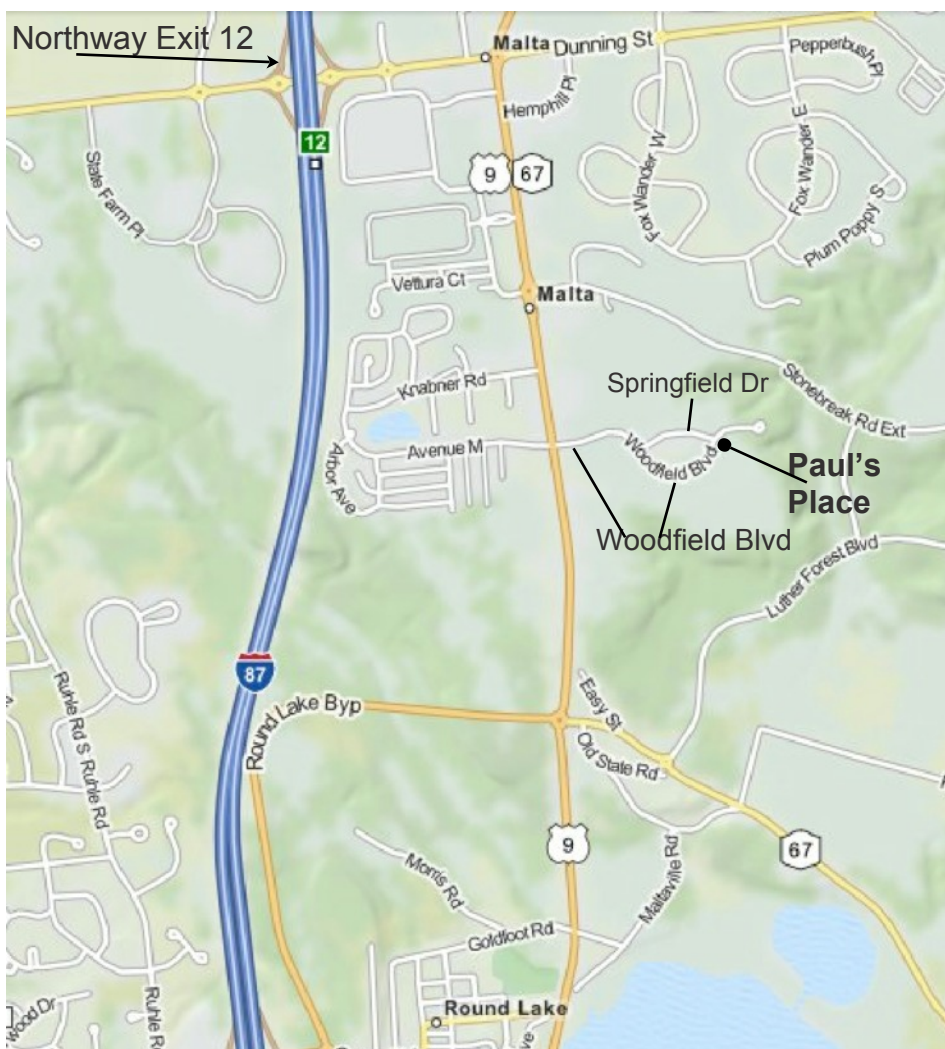 Northway Exit 12
Malta
Dunning St
Pepperbush Pl
Hemphill Pl
12
State Farm Pl
9
67
Fox Wander W
Fox Wander E
Plum Poppy S
Vettura Ct
Malta
Knabner Rd
Springfield Dr
Stonebreak Rd Ext
Avenue M
Arbor Ave
Woodfield Blvd
Paul's
Place
Woodfield Blvd
Luther Forest Blvd
87
Ruhle Rd S
Ruhle Rd
Round Lake Byp
Easy St
Old State Rd
9
67
Morris Rd
Maltaville Rd
Goldfoot Rd
Round Lake
wood Dr
Ruhle R
ve